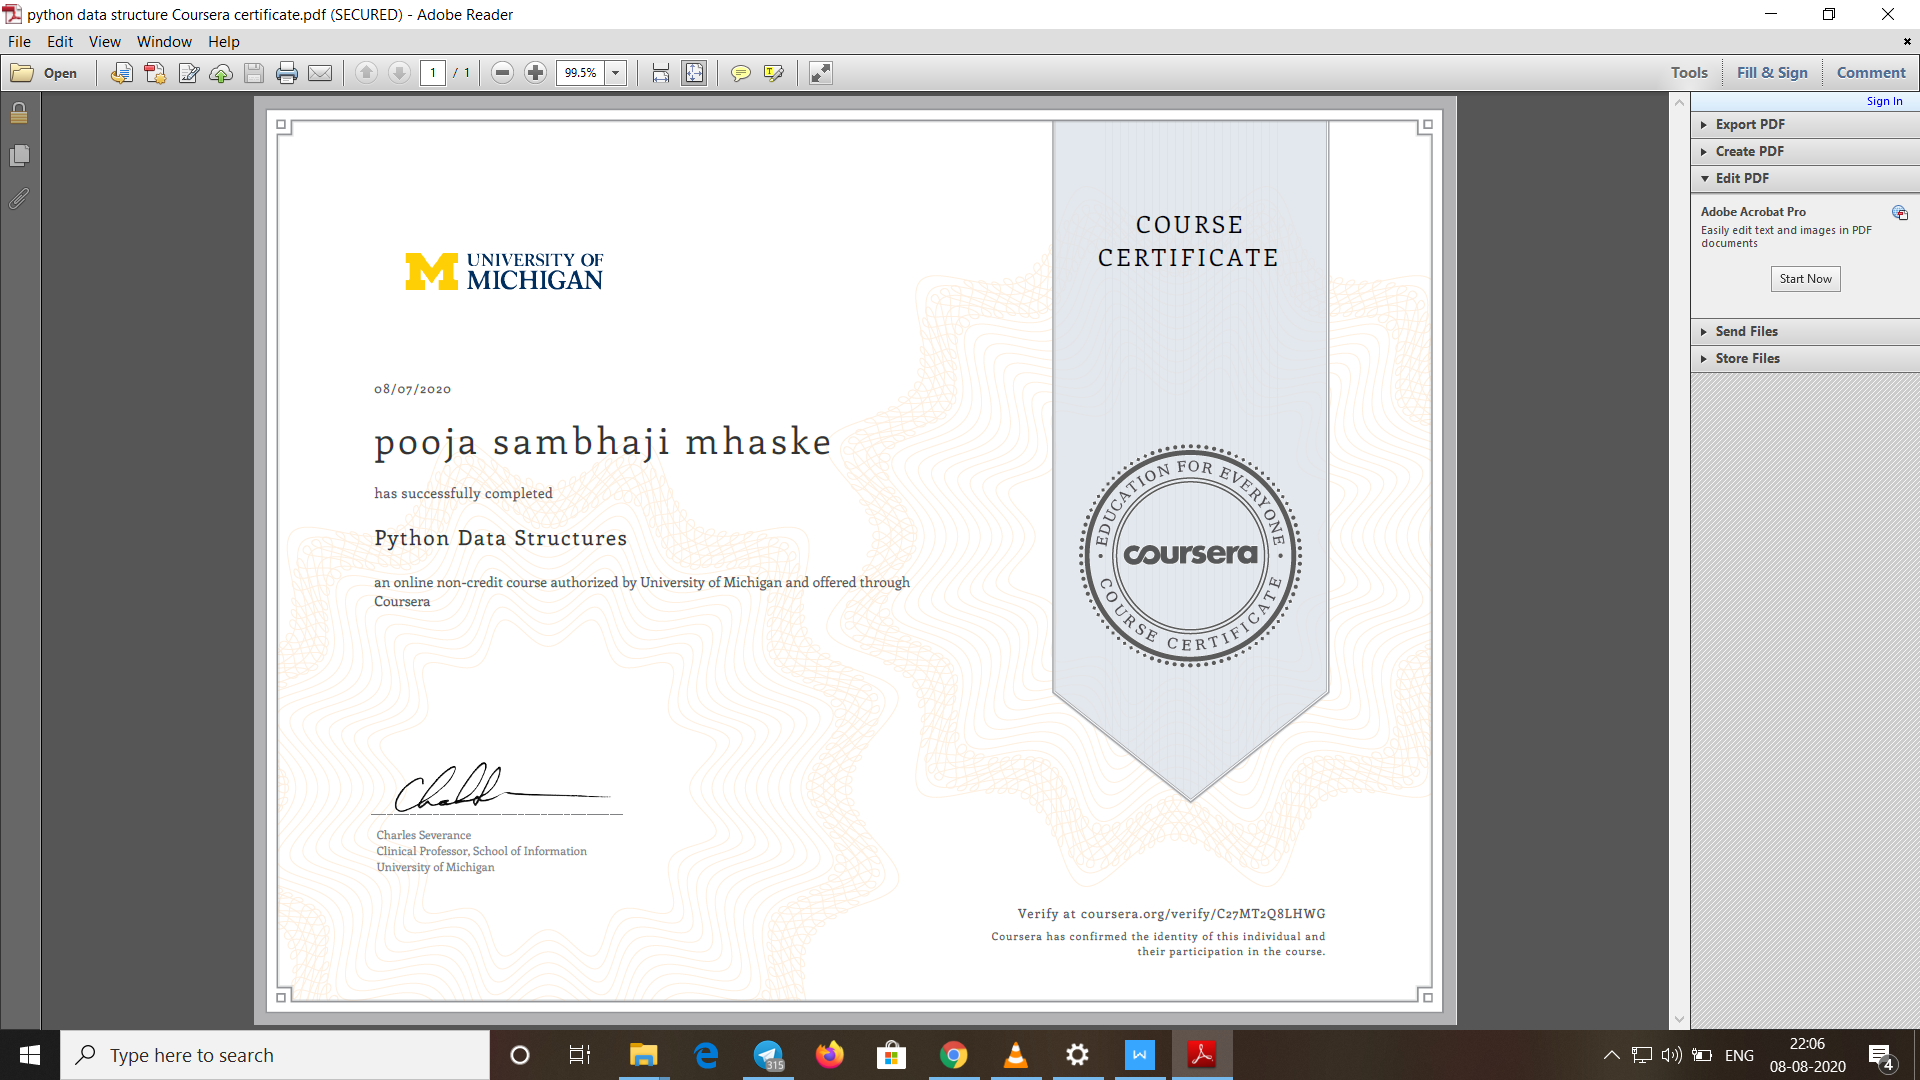 python data structure Coursera certificate.pdf (SECURED) - Adobe Reader
File Edit View Window Help
Open 1 / 1 99.5% Tools Fill & Sign Comment
Sign In
Export PDF
Create PDF
Edit PDF
Adobe Acrobat Pro
Easily edit text and images in PDF
documents
Start Now
Send Files
Store Files
COURSE
CERTIFICATE
M UNIVERSITY OF
MICHIGAN
08/07/2020
pooja sambhaji mhaske
has successfully completed
Python Data Structures
an online non-credit course authorized by University of Michigan and offered through
Coursera
EDUCATION FOR EVERYONE
coursera
COURSE CERTIFICATE
Charles Severance
Clinical Professor, School of Information
University of Michigan
Verify at coursera.org/verify/C27MT2Q8LHWG
Coursera has confirmed the identity of this individual and
their participation in the course.
Type here to search
315
W
ENG
22:06
08-08-2020
4